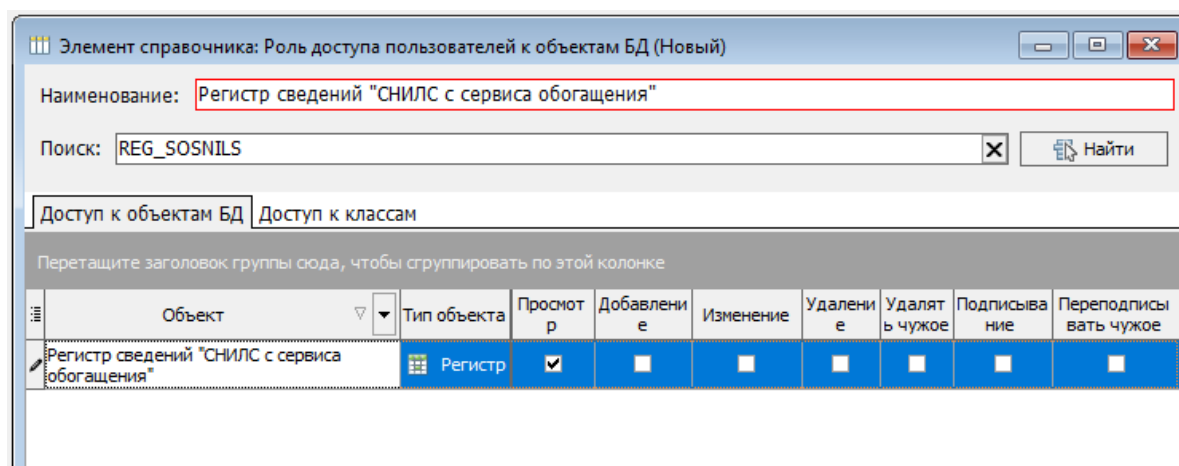 Элемент справочника: Роль доступа пользователей к объектам БД (Новый)
Наименование: Регистр сведений "СНИЛС с сервиса обогащения"
Поиск: REG_SOSNILS Найти
Доступ к объектам БД Доступ к классам
Перетащите заголовок группы сюда, чтобы сгруппировать по этой колонке
Объект Тип объекта Просмот
р Добавлени
е Изменение Удалени
е Удалят
ь чужое Подписыва
ние Переподписы
вать чужое
Регистр сведений "СНИЛС с сервиса
обогащения" Регистр